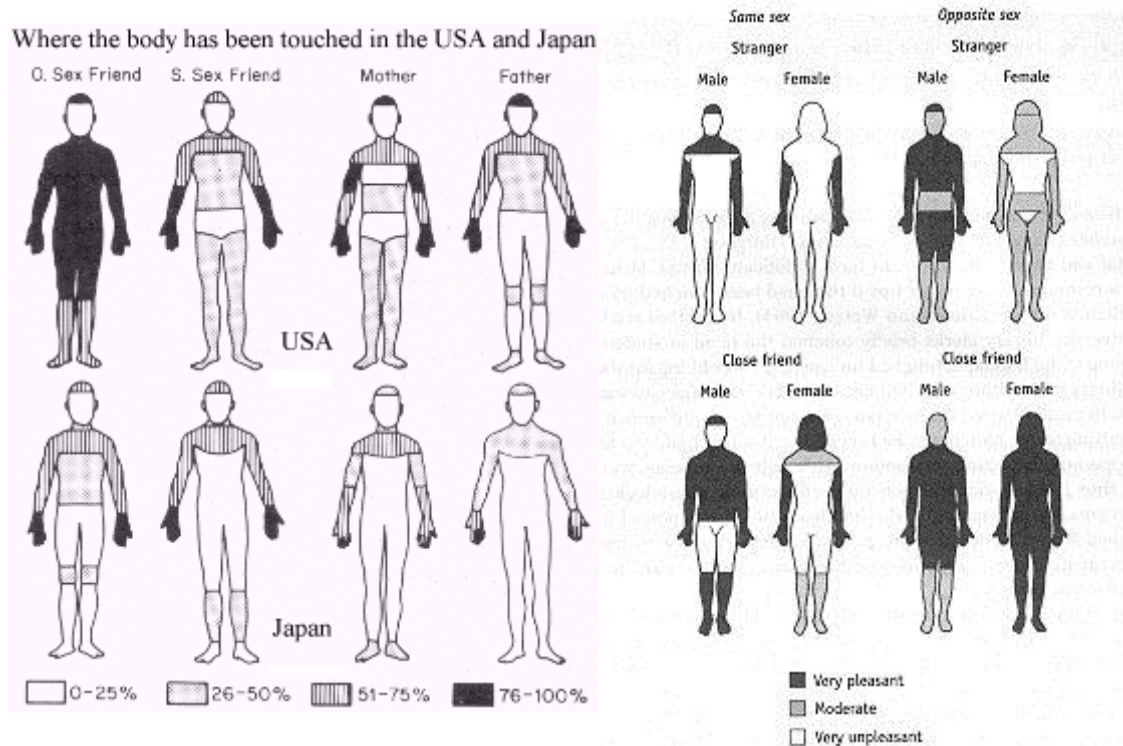 Where the body has been touched in the USA and Japan
O. Sex Friend S. Sex Friend Mother Father
USA
Japan
0-25% 26-50% 51-75% 76-100%
Same sex Opposite sex
Stranger Stranger
Male Female Male Female
Close friend Close friend
Male Female Male Female
Very pleasant
Moderate
Very unpleasant